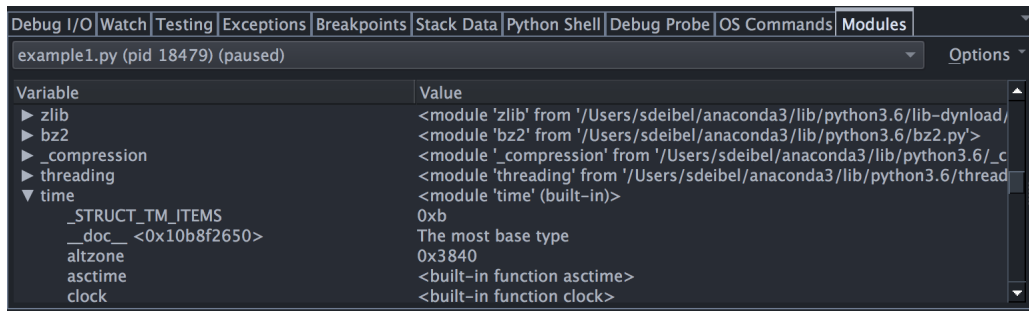 Debug I/O Watch Testing Exceptions Breakpoints Stack Data Python Shell Debug Probe OS Commands Modules
example1.py (pid 18479) (paused) Options
Variable Value
zlib <module 'zlib' from '/Users/sdeibel/anaconda3/lib/python3.6/lib-dynload/
bz2 <module 'bz2' from '/Users/sdeibel/anaconda3/lib/python3.6/bz2.py'>
_compression <module '_compression' from '/Users/sdeibel/anaconda3/lib/python3.6/_c
threading <module 'threading' from '/Users/sdeibel/anaconda3/lib/python3.6/thread
time <module 'time' (built-in)>
_STRUCT_TM_ITEMS 0xb
__doc__ <0x10b8f2650> The most base type
altzone 0x3840
asctime <built-in function asctime>
clock <built-in function clock>